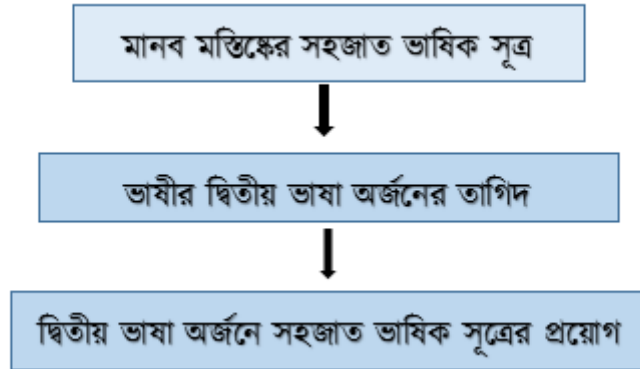 মানব মস্তিষ্কের সহজাত ভাষিক সূত্র
ভাষীর দ্বিতীয় ভাষা অর্জনের তাগিদ
দ্বিতীয় ভাষা অর্জনে সহজাত ভাষিক সূত্রের প্রয়োগ